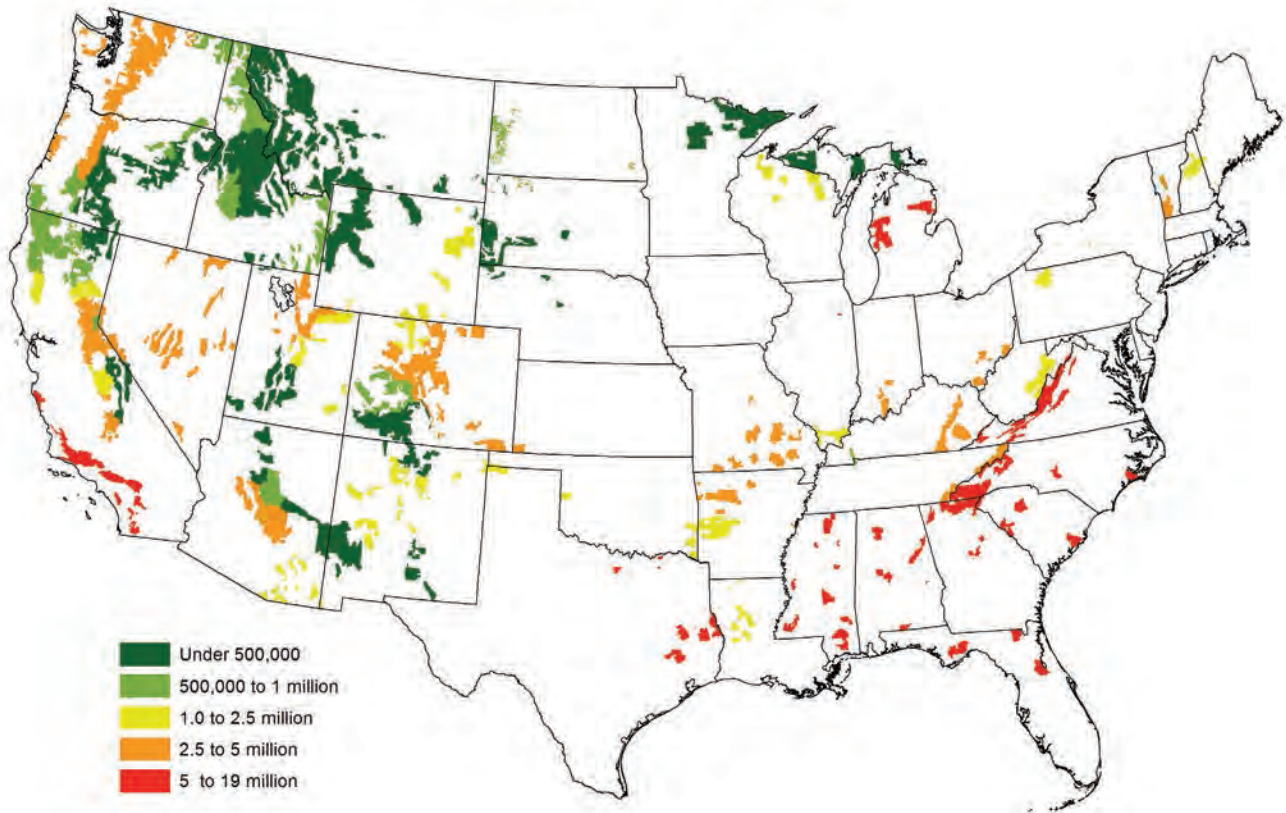 Under 500,000
500,000 to 1 million
1.0 to 2.5 million
2.5 to 5 million
5 to 19 million